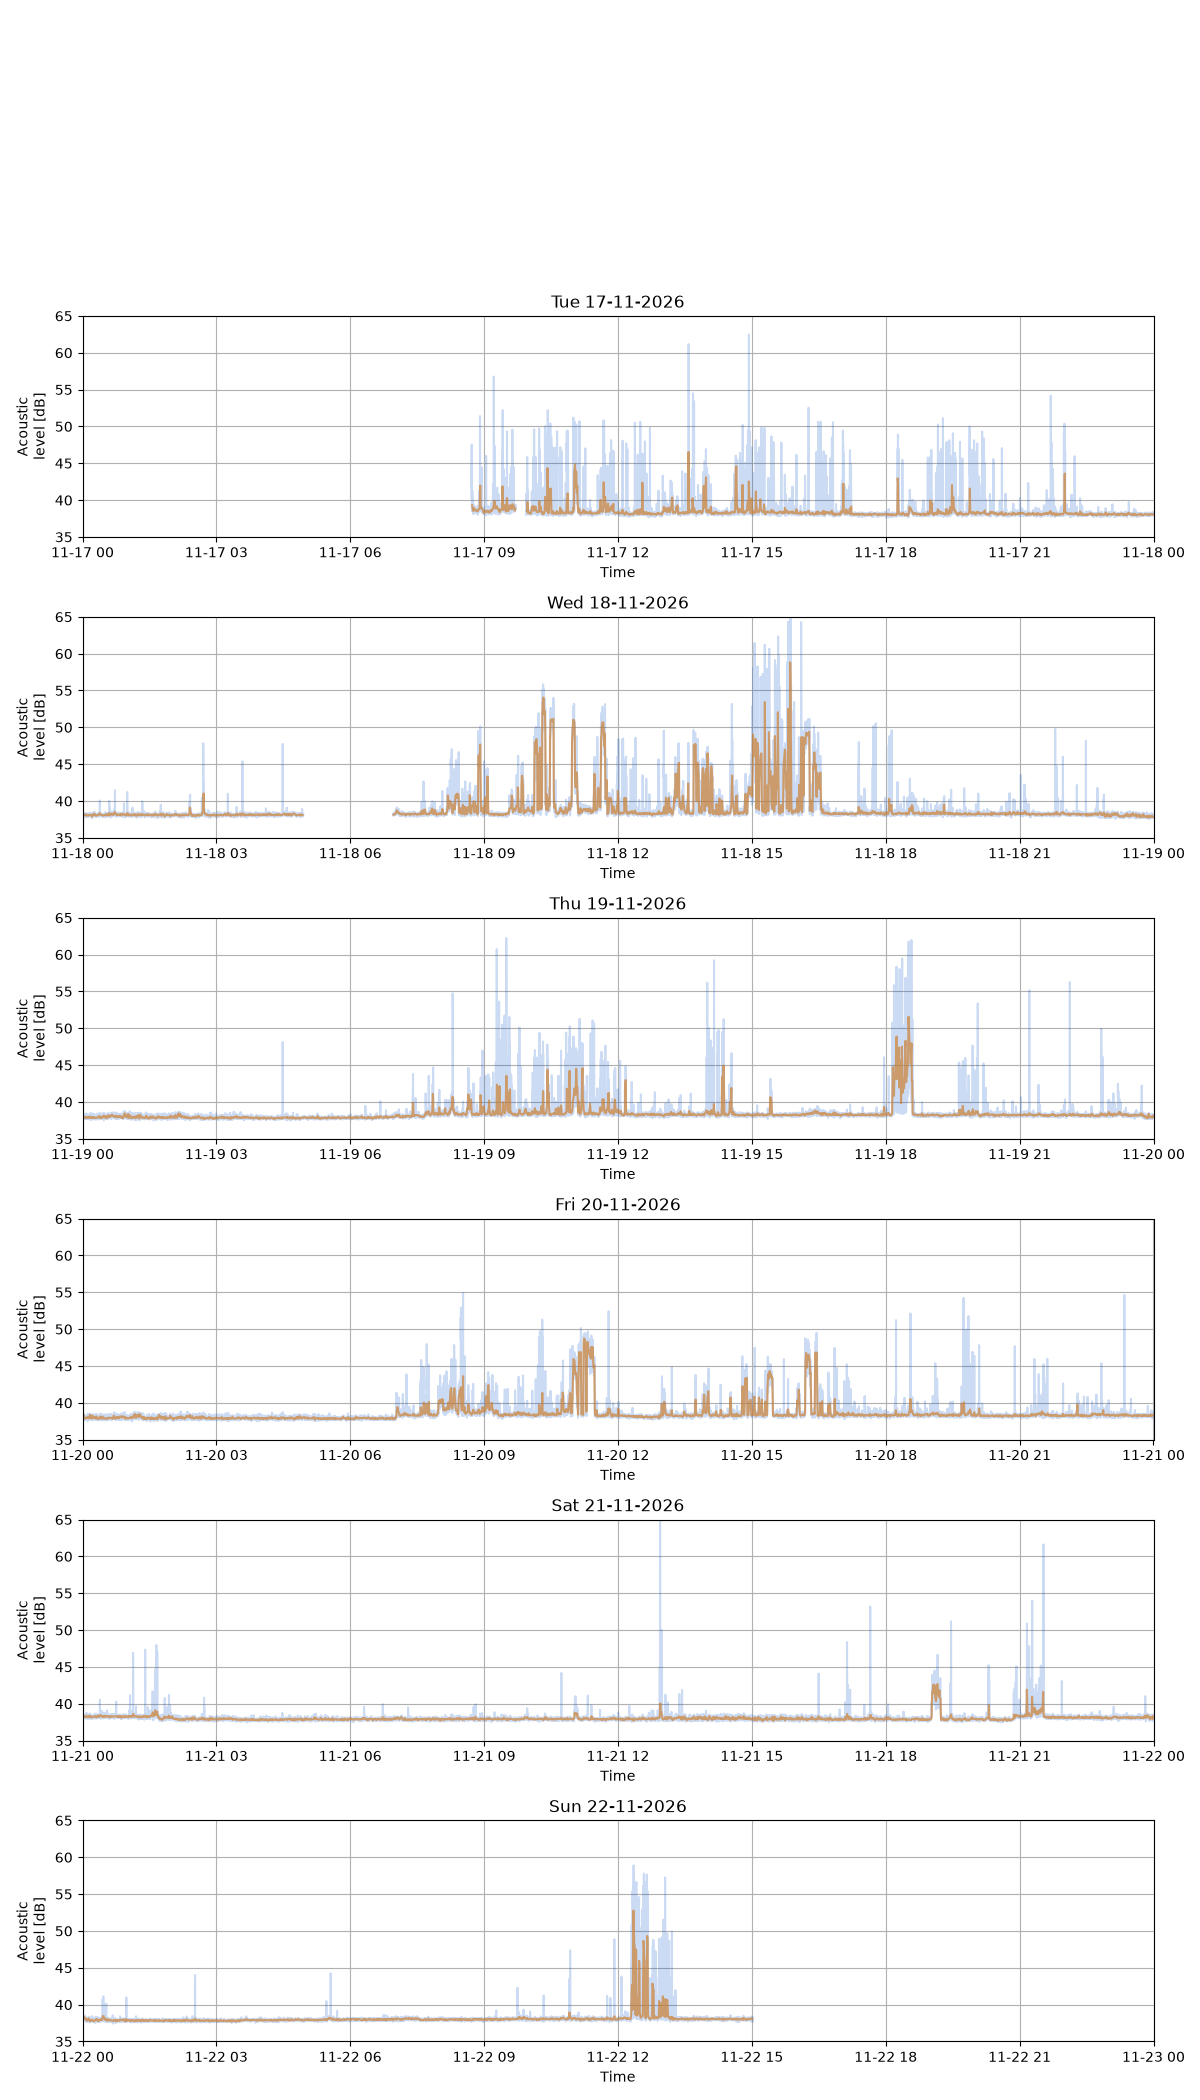 Tue 17-11-2026
65
60
55
50
45
40
35
Acoustic
level [dB]
11-17 00 11-17 03 11-17 06 11-17 09 11-17 12 11-17 15 11-17 18 11-17 21 11-18 00
Time
Wed 18-11-2026
65
60
55
50
45
40
35
Acoustic
level [dB]
11-18 00 11-18 03 11-18 06 11-18 09 11-18 12 11-18 15 11-18 18 11-18 21 11-19 00
Time
Thu 19-11-2026
65
60
55
50
45
40
35
Acoustic
level [dB]
11-19 00 11-19 03 11-19 06 11-19 09 11-19 12 11-19 15 11-19 18 11-19 21 11-20 00
Time
Fri 20-11-2026
65
60
55
50
45
40
35
Acoustic
level [dB]
11-20 00 11-20 03 11-20 06 11-20 09 11-20 12 11-20 15 11-20 18 11-20 21 11-21 00
Time
Sat 21-11-2026
65
60
55
50
45
40
35
Acoustic
level [dB]
11-21 00 11-21 03 11-21 06 11-21 09 11-21 12 11-21 15 11-21 18 11-21 21 11-22 00
Time
Sun 22-11-2026
65
60
55
50
45
40
35
Acoustic
level [dB]
11-22 00 11-22 03 11-22 06 11-22 09 11-22 12 11-22 15 11-22 18 11-22 21 11-23 00
Time